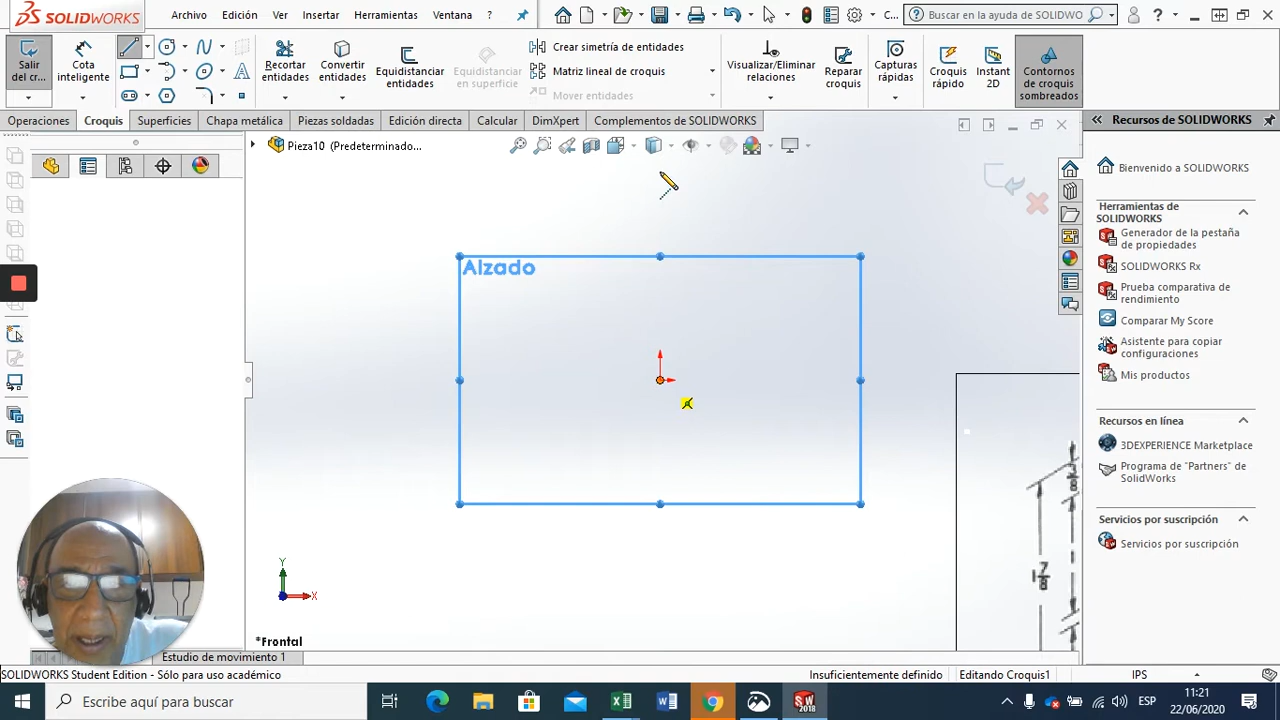 SOLIDWORKS
Archivo Edición Ver Insertar Herramientas Ventana C... Buscar en la ayuda de SOLIDWO ?
Salir del cr... Cota inteligente Recortar entidades Convertir entidades Equidistanciar entidades Equidistanciar en superficie Crear simetría de entidades Visualizar/Eliminar relaciones Reparar croquis Capturas rápidas Croquis rápido Instant 2D Contornos de croquis sombreados
Matriz lineal de croquis
Mover entidades
Operaciones Croquis Superficies Chapa metálica Piezas soldadas Edición directa Calcular DimXpert Complementos de SOLIDWORKS
Pieza10 (Predeterminado...
Alzado
1 7/8
Y
X
*Frontal
Recursos de SOLIDWORKS
Bienvenido a SOLIDWORKS
Herramientas de SOLIDWORKS
Generador de la pestaña de propiedades
SOLIDWORKS Rx
Prueba comparativa de rendimiento
Comparar My Score
Asistente para copiar configuraciones
Mis productos
Recursos en línea
3DEXPERIENCE Marketplace
Programa de "Partners" de SolidWorks
Servicios por suscripción
Servicios por suscripción
Estudio de movimiento 1
SOLIDWORKS Student Edition - Sólo para uso académico Insuficientemente definido Editando Croquis1 IPS
Escribe aquí para buscar SW 2018 ESP 11:21
22/06/2020